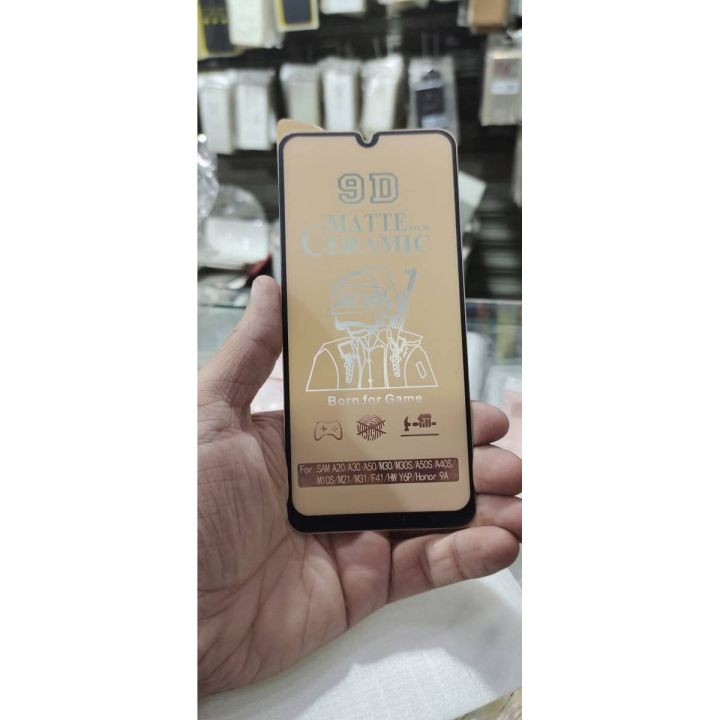 9D
MATTE FILM
CERAMIC
Born for Game
For SAM A20/A30/A50/M30/M30S/A50S/A40S/
M10S/M21/M31/F41/HW Y6P/Honor 9A